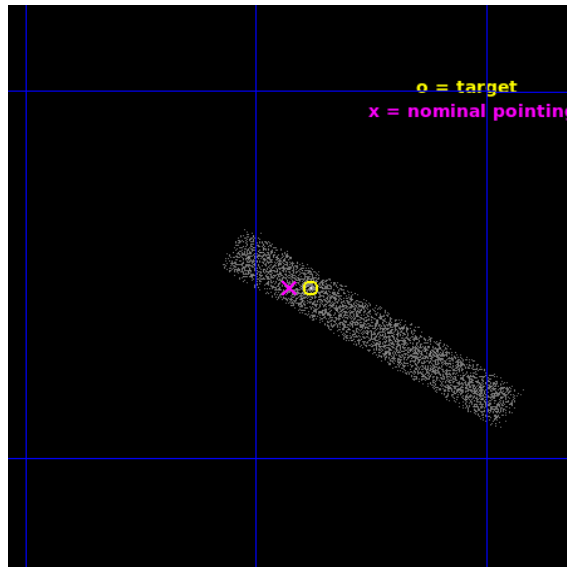 o = target
x = nominal pointing